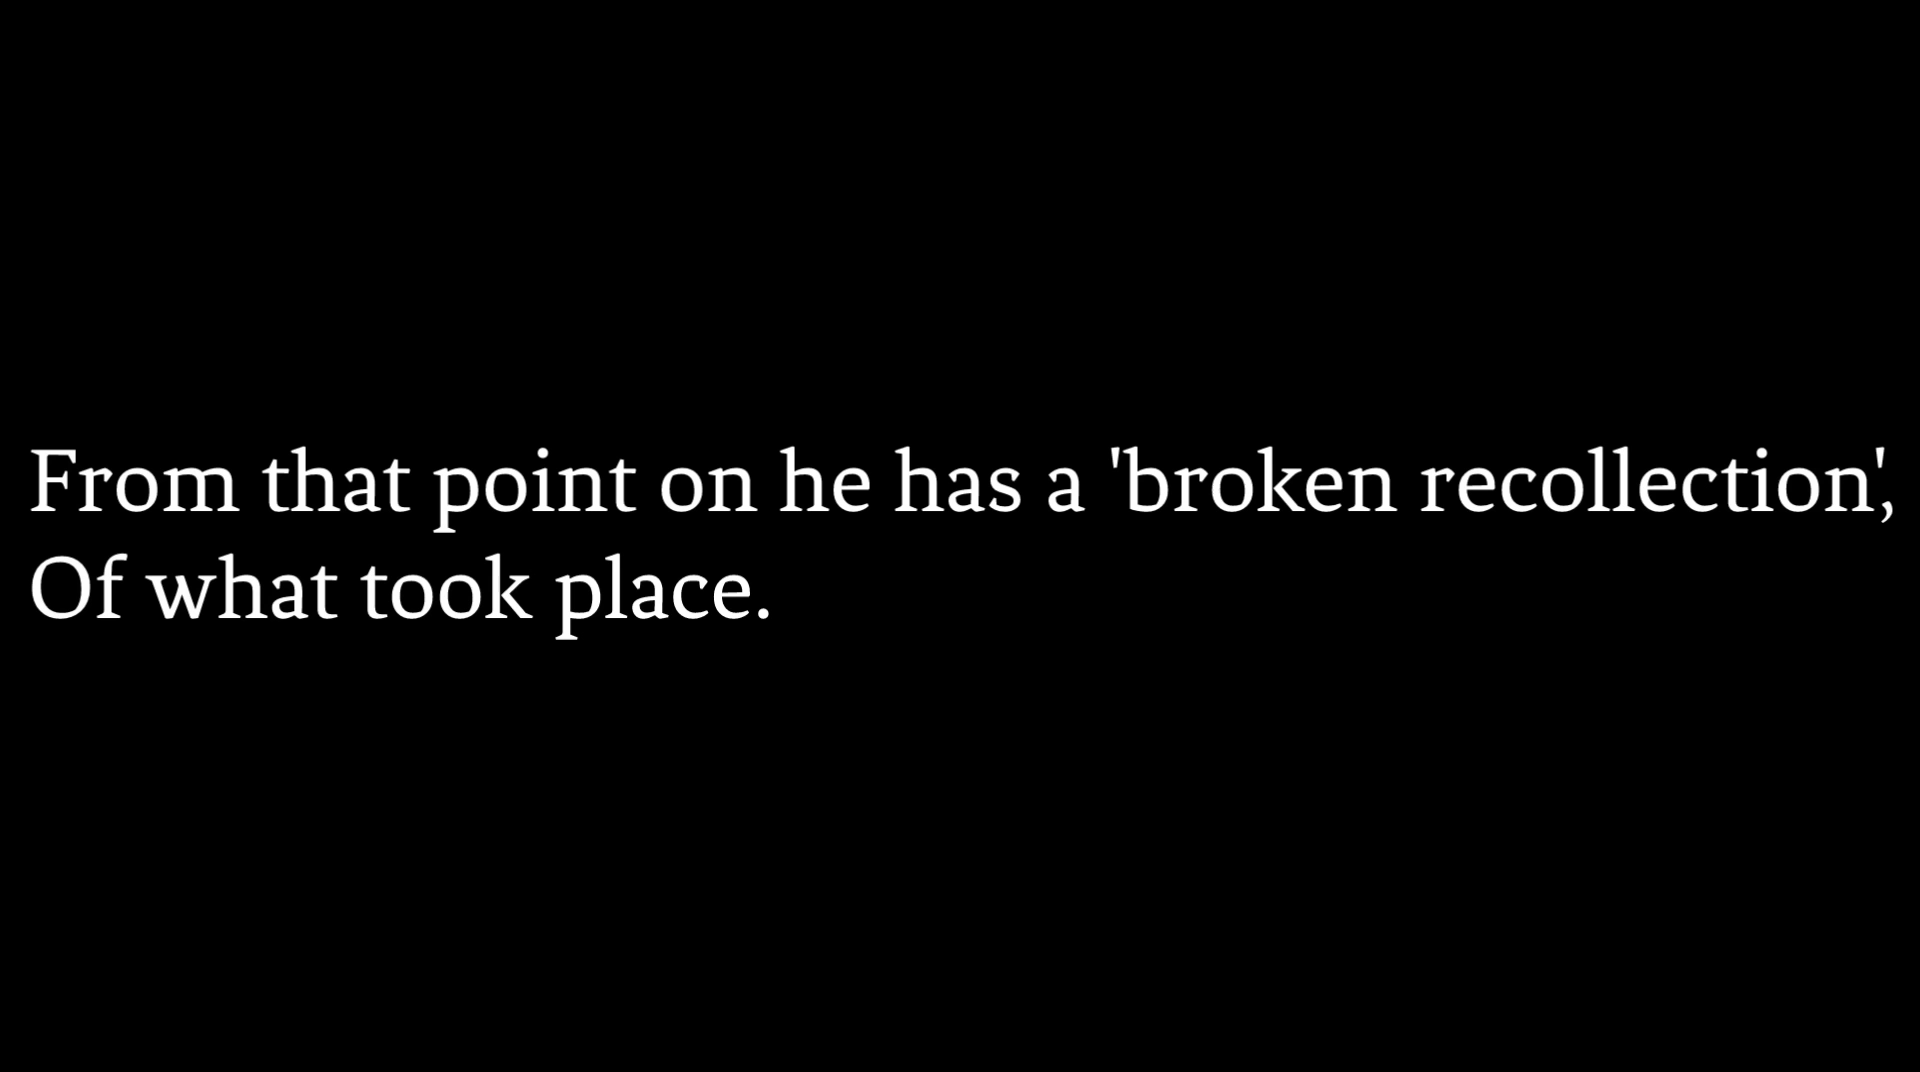 From that point on he has a 'broken recollection',
Of what took place.